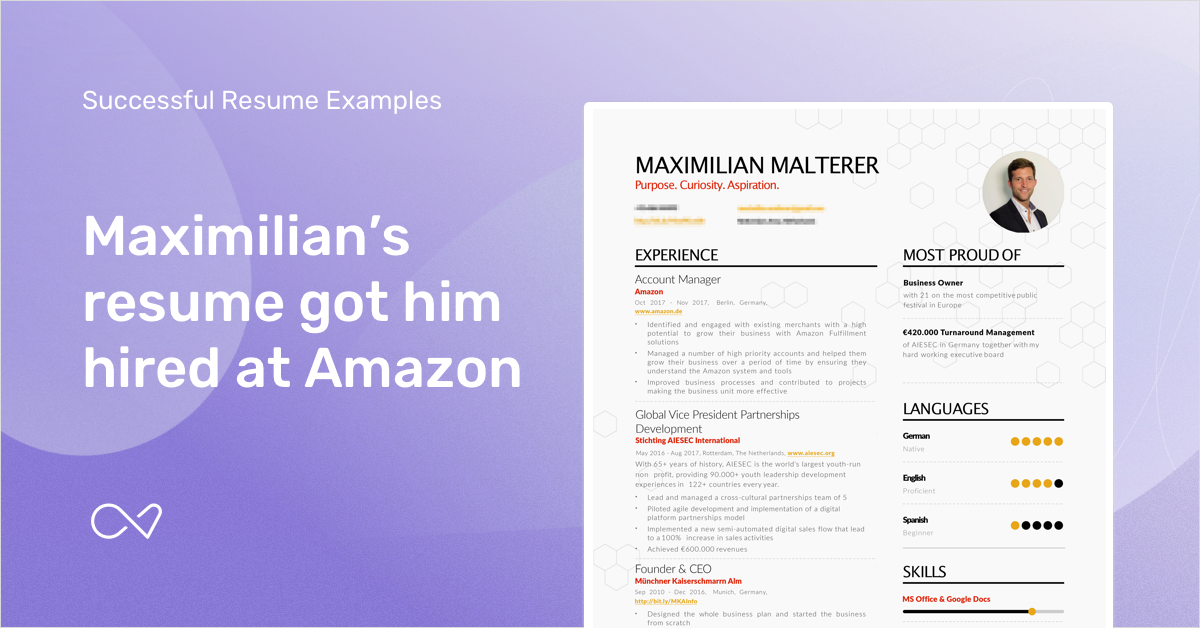 Successful Resume Examples
Maximilian’s
resume got him
hired at Amazon
MAXIMILIAN MALTERER
Purpose. Curiosity. Aspiration.
EXPERIENCE
Account Manager
Amazon
Oct 2017 - Nov 2017, Berlin, Germany,
www.amazon.de
• Identified and engaged with existing merchants with a high
potential to grow their business with Amazon Fulfillment
solutions
• Managed a number of high priority accounts and helped them
grow their business over a period of time by ensuring they
understand the Amazon system and tools
• Improved business processes and contributed to projects
making the business unit more effective
Global Vice President Partnerships
Development
Stichting AIESEC International
May 2016 - Aug 2017, Rotterdam, The Netherlands, www.aiesec.org
With 65+ years of history, AIESEC is the world's largest youth-run
non profit, providing 90.000+ youth leadership development
experiences in 122+ countries every year.
• Lead and managed a cross-cultural partnerships team of 5
• Piloted agile development and implementation of a digital
platform partnerships model
• Implemented a new semi-automated digital sales flow that lead
to a 100% increase in sales activities
• Achieved €600.000 revenues
Founder & CEO
Münchner Kaiserschmarrn Alm
Sep 2010 - Dec 2016, Munich, Germany,
http://bit.ly/MKAInfo
• Designed the whole business plan and started the business
from scratch
MOST PROUD OF
Business Owner
with 21 on the most competitive public
festival in Europe
€420.000 Turnaround Management
of AIESEC in Germany together with my
hard working executive board
LANGUAGES
German
Native
English
Proficient
Spanish
Beginner
SKILLS
MS Office & Google Docs